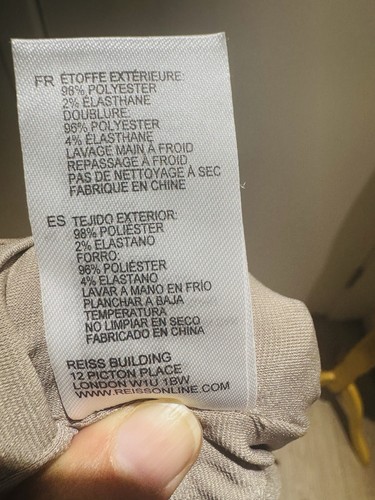 FR ÉTOFFE EXTÉRIEURE:
98% POLYESTER
2% ÉLASTHANE
DOUBLURE:
96% POLYESTER
4% ÉLASTHANE
LAVAGE MAIN À FROID
REPASSAGE À FROID
PAS DE NETTOYAGE À SEC
FABRIQUE EN CHINE
ES TEJIDO EXTERIOR:
98% POLIÉSTER
2% ELASTANO
FORRO:
96% POLIÉSTER
4% ELASTANO
LAVAR A MANO EN FRÍO
PLANCHAR A BAJA
TEMPERATURA
NO LIMPIAR EN SECO
FABRICADO EN CHINA
REISS BUILDING
12 PICTON PLACE
LONDON W1U 1BW
WWW.REISSONLINE.COM